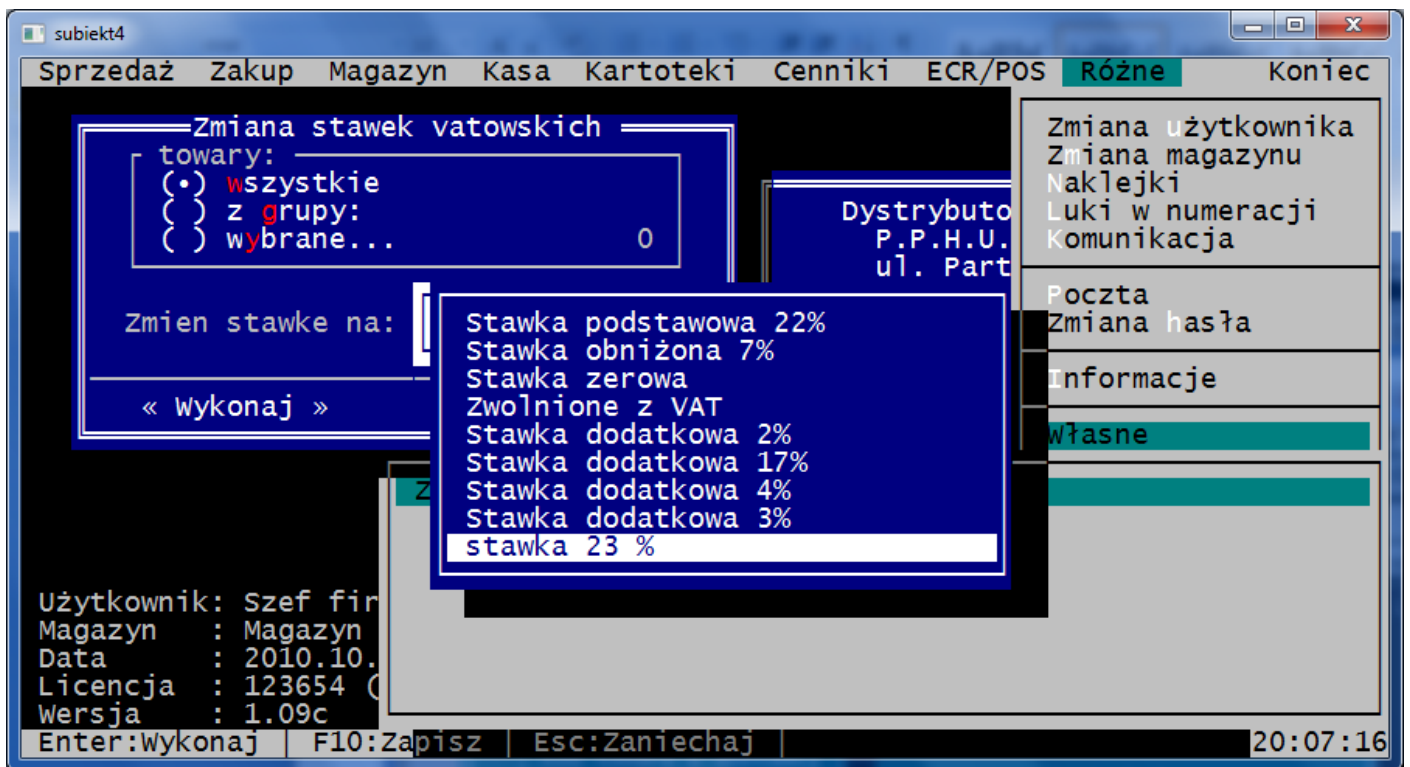 subiekt4
Sprzedaż Zakup Magazyn Kasa Kartoteki Cenniki ECR/POS Różne Koniec
Zmiana stawek vatowskich
towary:
(•) wszystkie
( ) z grupy:
( ) wybrane... 0
Zmien stawke na:
« Wykonaj »
Dystrybuto
P.P.H.U.
ul. Part
Zmiana użytkownika
Zmiana magazynu
Naklejki
Luki w numeracji
Komunikacja
Poczta
Zmiana hasła
Informacje
Własne
Z
Stawka podstawowa 22%
Stawka obniżona 7%
Stawka zerowa
Zwolnione z VAT
Stawka dodatkowa 2%
Stawka dodatkowa 17%
Stawka dodatkowa 4%
Stawka dodatkowa 3%
stawka 23 %
Użytkownik: Szef fir
Magazyn : Magazyn
Data : 2010.10.
Licencja : 123654 (
Wersja : 1.09c
Enter:Wykonaj | F10:Zapisz | Esc:Zaniechaj | 20:07:16